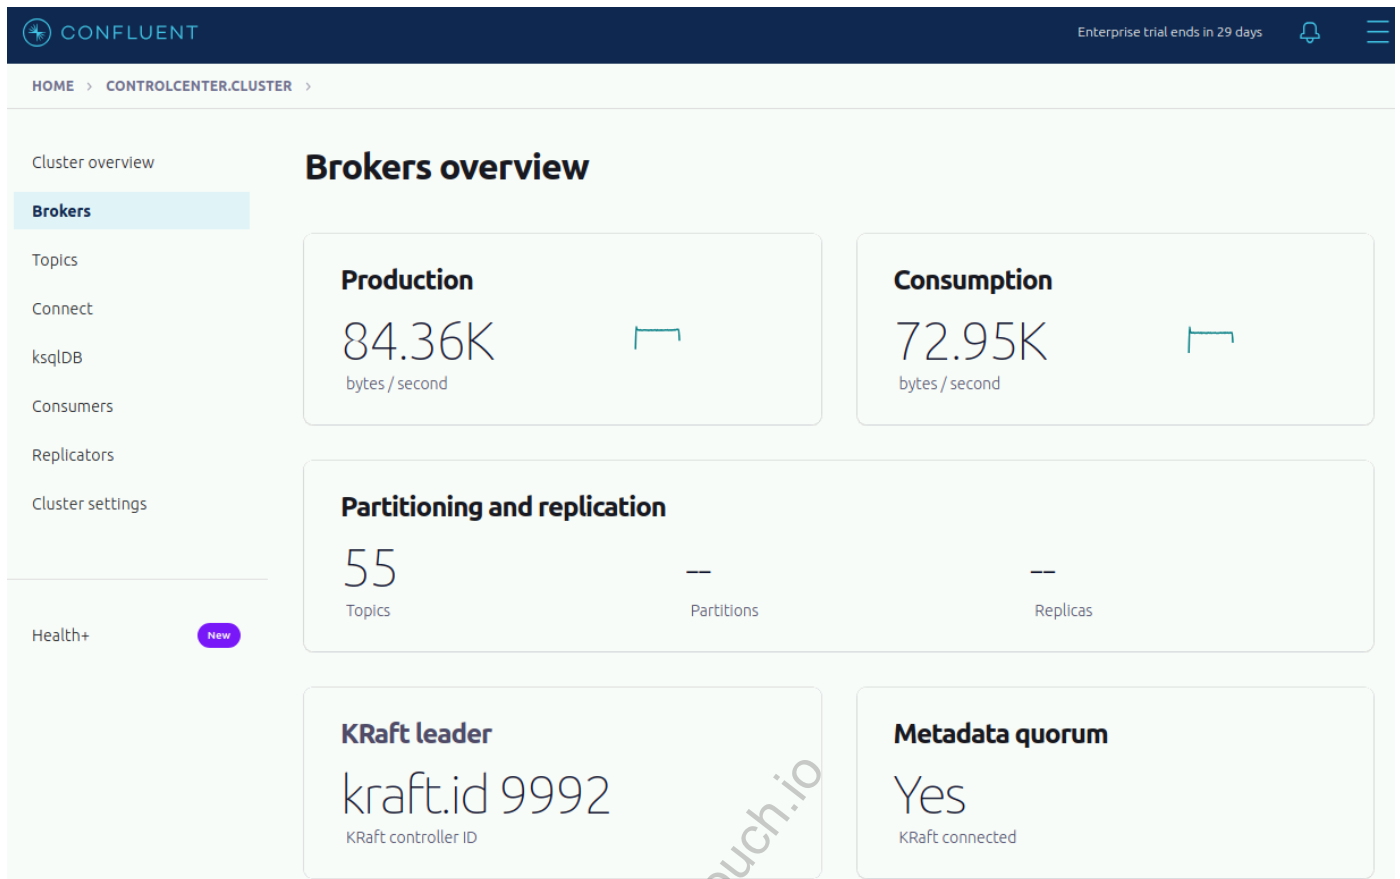 CONFLUENT
Enterprise trial ends in 29 days
HOME > CONTROLCENTER.CLUSTER >
Cluster overview
Brokers
Topics
Connect
ksqlDB
Consumers
Replicators
Cluster settings
Health+
New
Brokers overview
Production
84.36K
bytes / second
Consumption
72.95K
bytes / second
Partitioning and replication
55
Topics
--
Partitions
--
Replicas
KRaft leader
kraft.id 9992
KRaft controller ID
Metadata quorum
Yes
KRaft connected